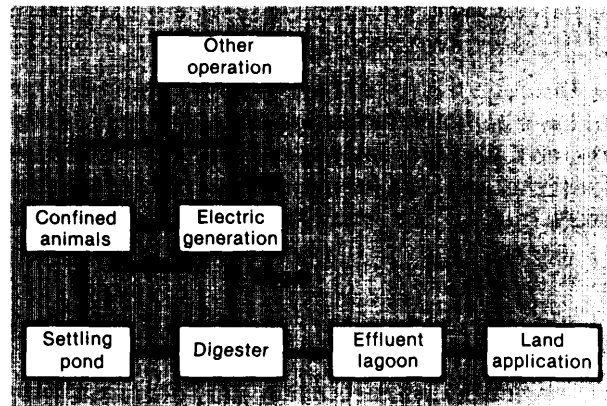 Other
operation
Confined
animals
Electric
generation
Settling
pond
Digester
Effluent
lagoon
Land
application